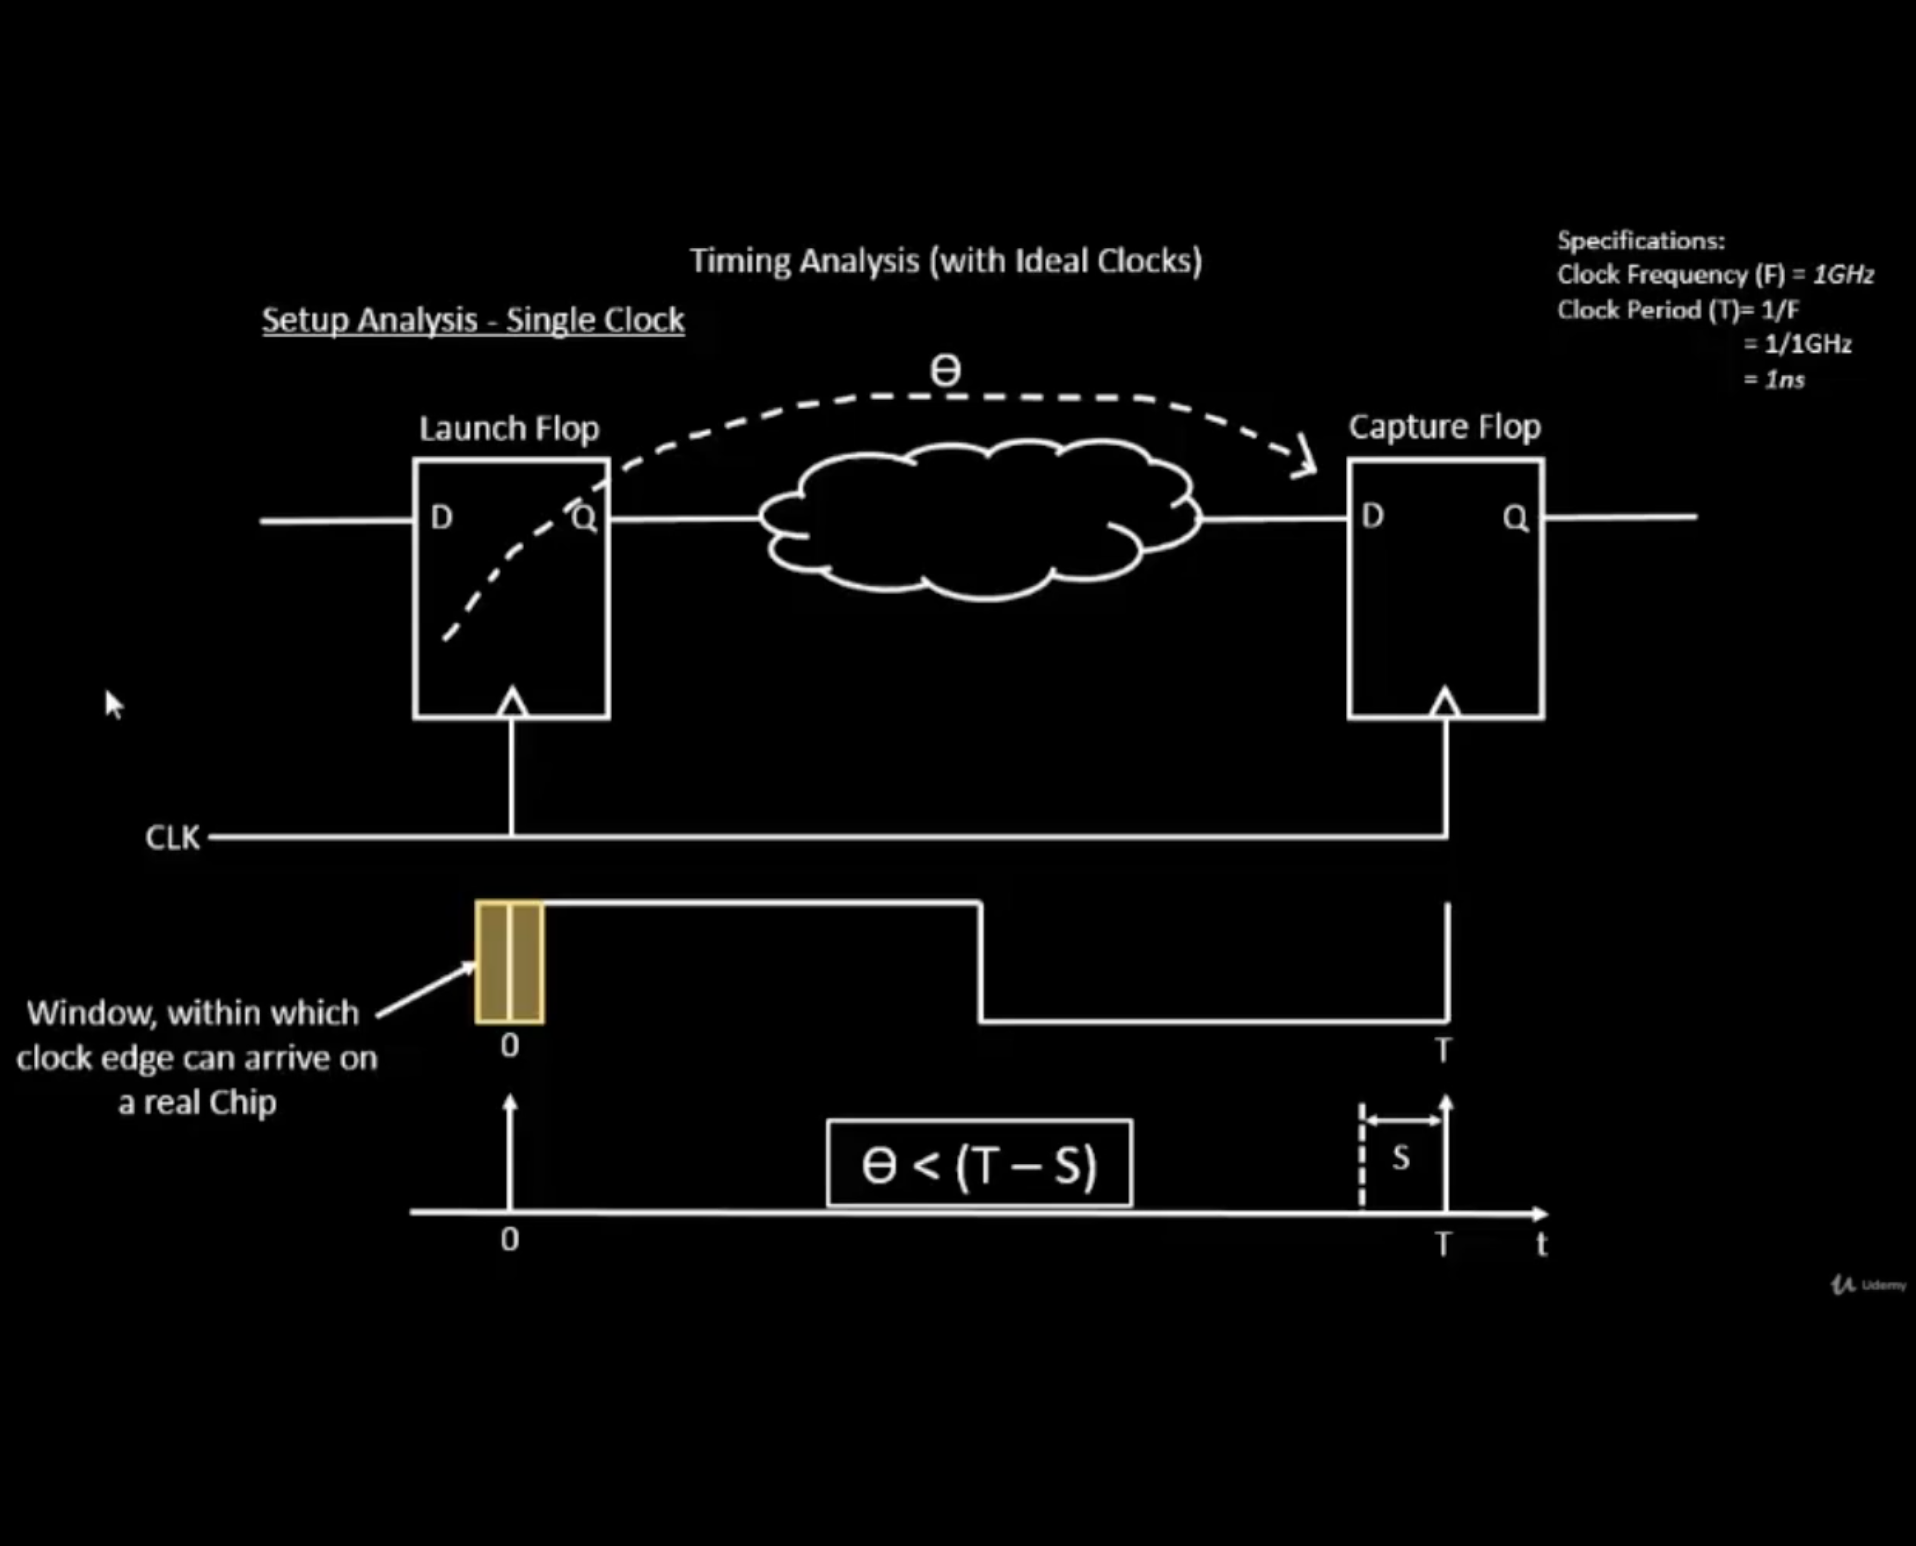 Timing Analysis (with Ideal Clocks)
Specifications:
Clock Frequency (F) = 1GHz
Clock Period (T)= 1/F
= 1/1GHz
= 1ns
Setup Analysis - Single Clock
Θ
Launch Flop
Capture Flop
D Q
D Q
CLK
Window, within which
clock edge can arrive on
a real Chip
0 T
Θ < (T – S)
S
0 T t
Udemy